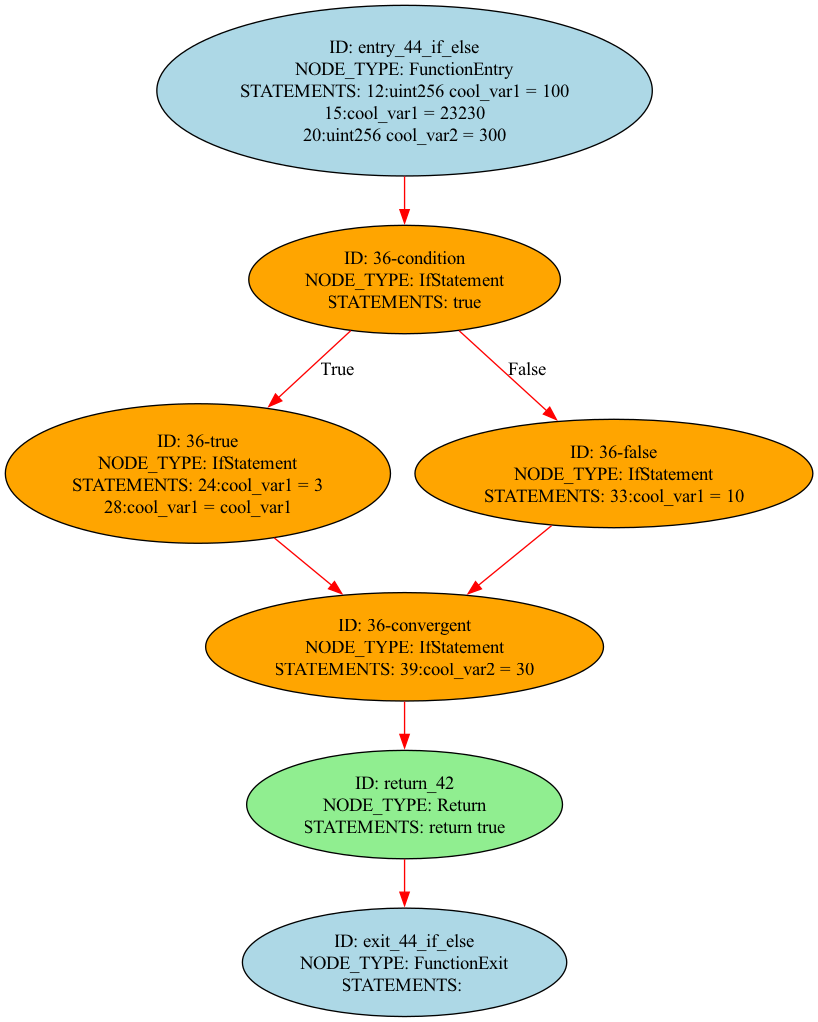 ID: entry_44_if_else
NODE_TYPE: FunctionEntry
STATEMENTS: 12:uint256 cool_var1 = 100
15:cool_var1 = 23230
20:uint256 cool_var2 = 300
ID: 36-condition
NODE_TYPE: IfStatement
STATEMENTS: true
True
False
ID: 36-true
NODE_TYPE: IfStatement
STATEMENTS: 24:cool_var1 = 3
28:cool_var1 = cool_var1
ID: 36-false
NODE_TYPE: IfStatement
STATEMENTS: 33:cool_var1 = 10
ID: 36-convergent
NODE_TYPE: IfStatement
STATEMENTS: 39:cool_var2 = 30
ID: return_42
NODE_TYPE: Return
STATEMENTS: return true
ID: exit_44_if_else
NODE_TYPE: FunctionExit
STATEMENTS: